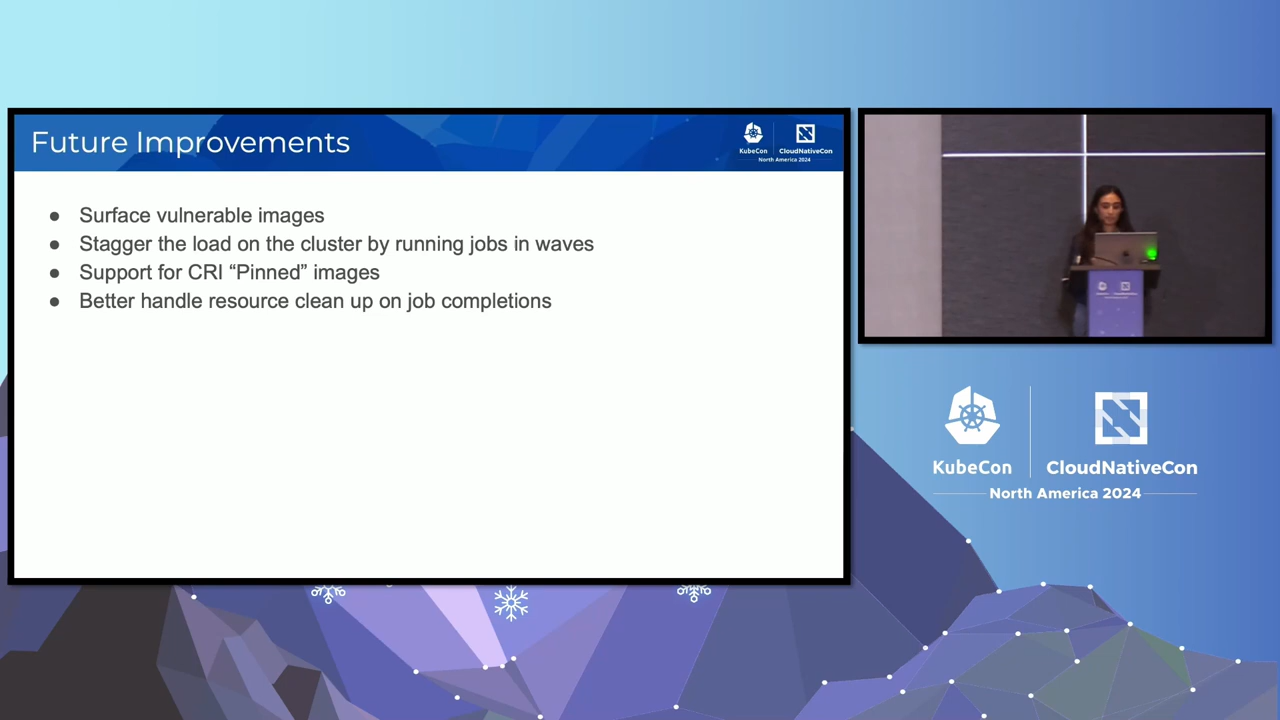 Future Improvements
KubeCon
CloudNativeCon
North America 2024
● Surface vulnerable images
● Stagger the load on the cluster by running jobs in waves
● Support for CRI “Pinned” images
● Better handle resource clean up on job completions
KubeCon
CloudNativeCon
North America 2024